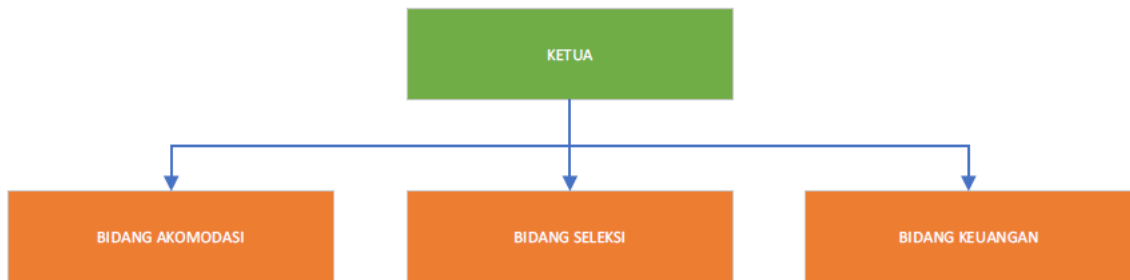 KETUA
BIDANG AKOMODASI
BIDANG SELEKSI
BIDANG KEUANGAN